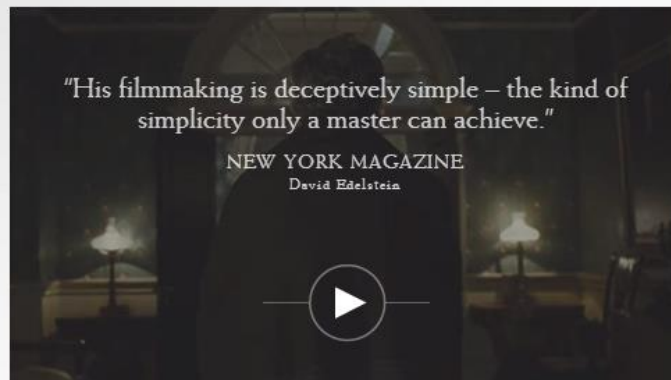 "His filmmaking is deceptively simple – the kind of
simplicity only a master can achieve."
NEW YORK MAGAZINE
David Edelstein